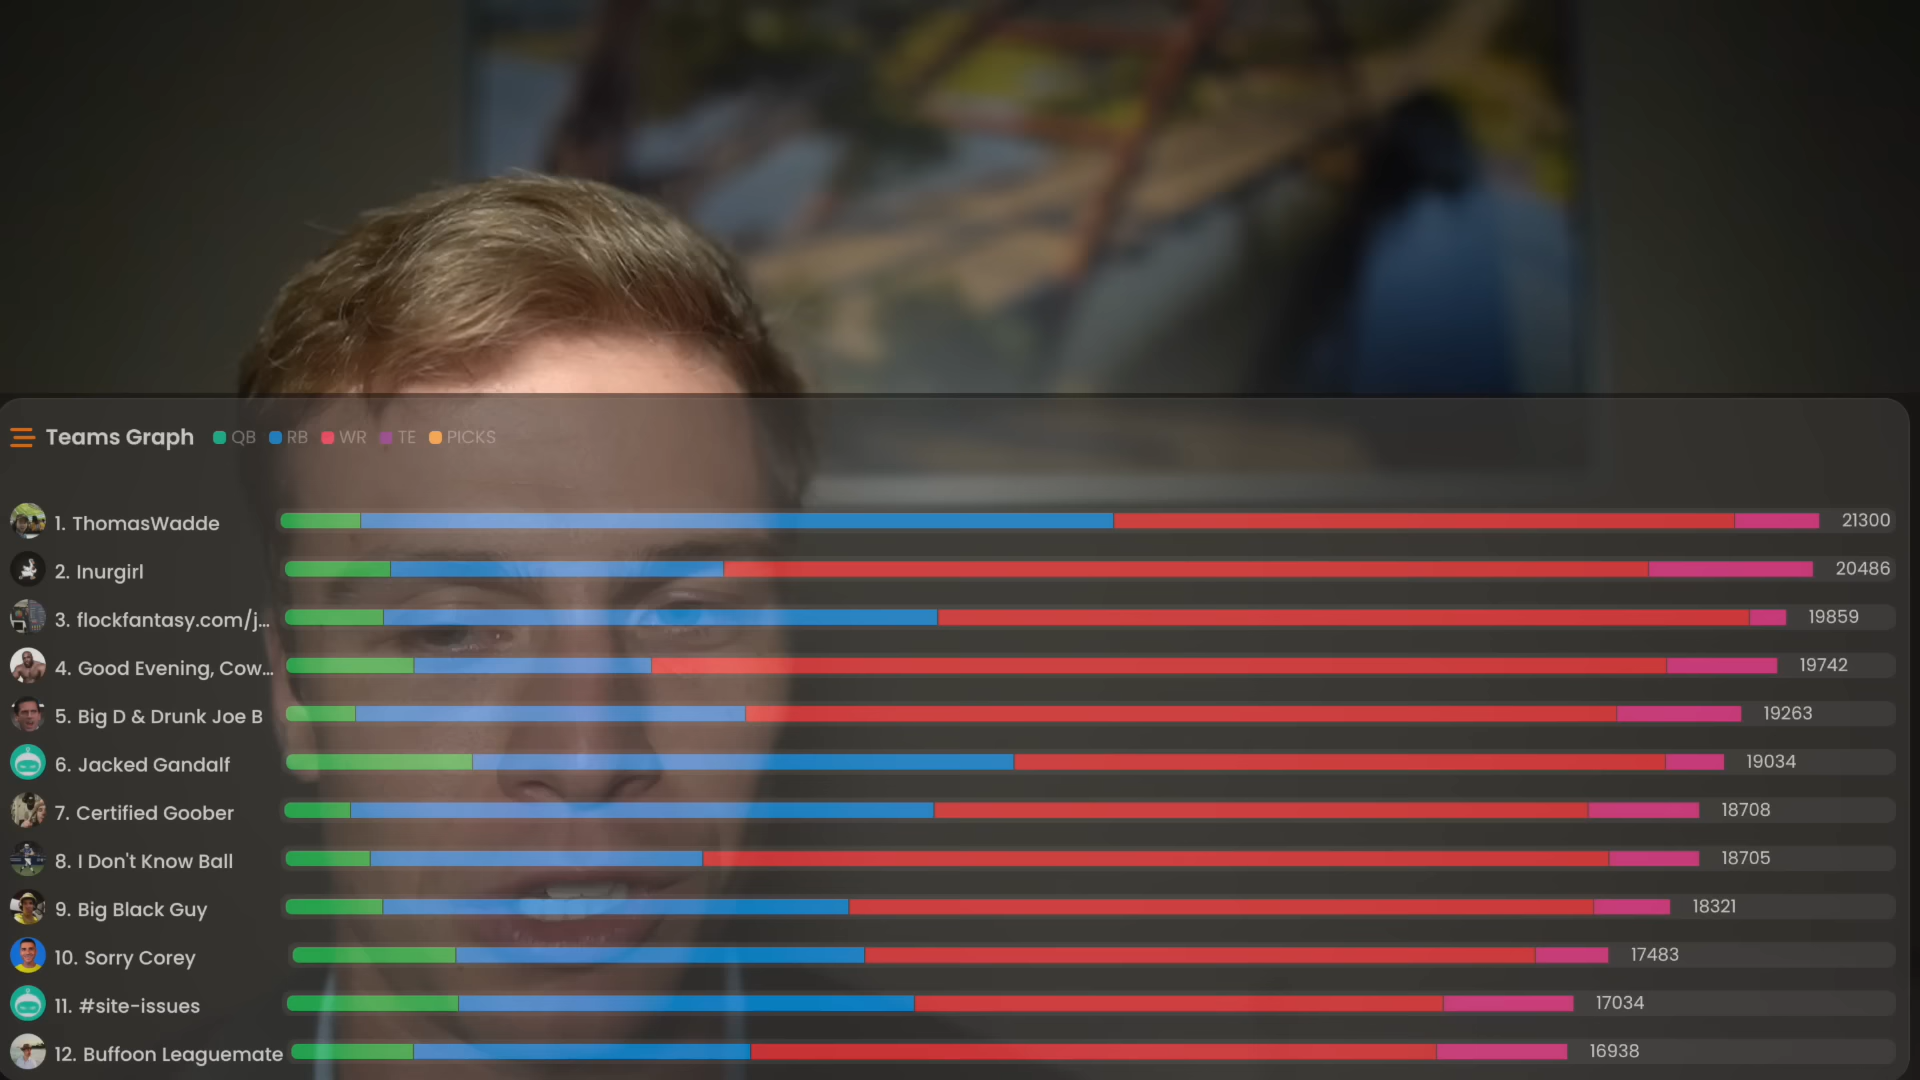 Teams Graph QB RB WR TE PICKS
1. ThomasWadde 21300
2. Inurgirl 20486
3. flockfantasy.com/j... 19859
4. Good Evening, Cow... 19742
5. Big D & Drunk Joe B 19263
6. Jacked Gandalf 19034
7. Certified Goober 18708
8. I Don't Know Ball 18705
9. Big Black Guy 18321
10. Sorry Corey 17483
11. #site-issues 17034
12. Buffoon Leaguemate 16938